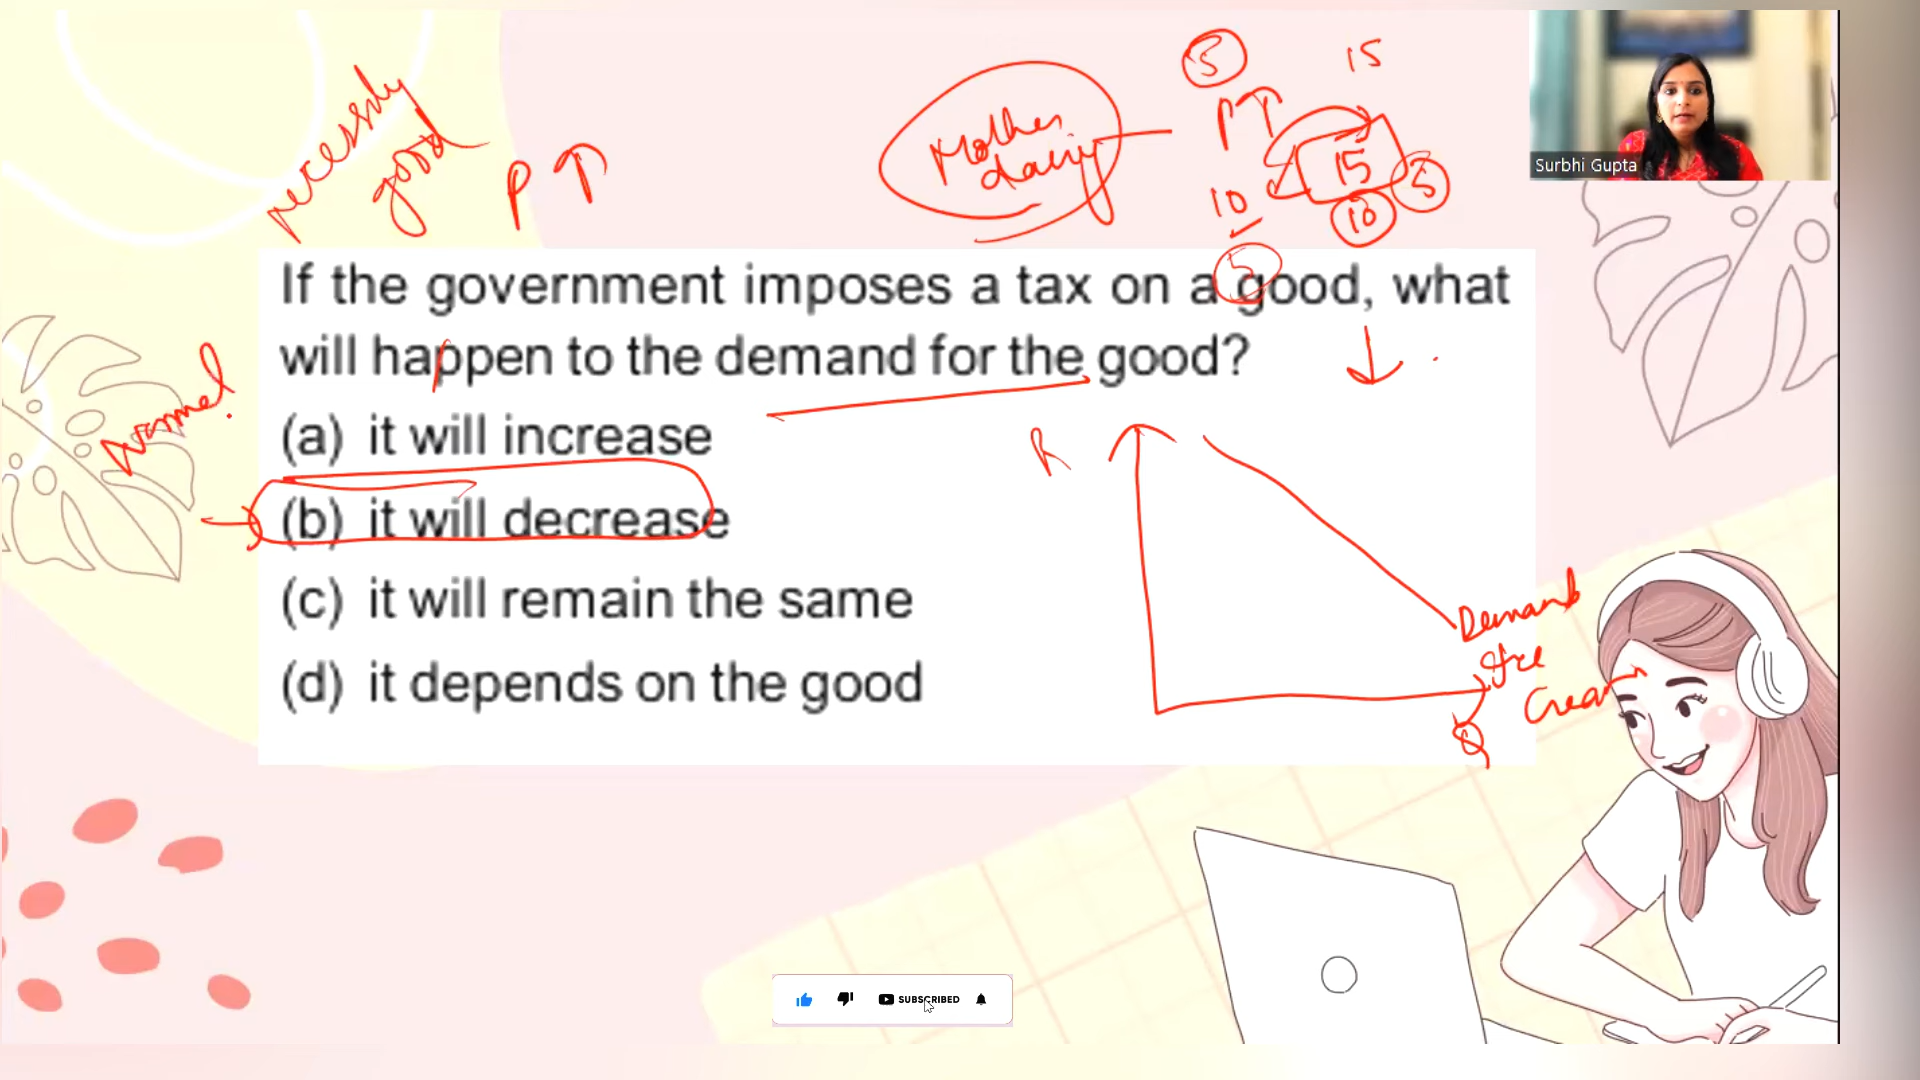 5
15
P↑
Mother
dairy
15
5
10
10
5
necessary
good
P↑
Surbhi Gupta
If the government imposes a tax on a good, what
will happen to the demand for the good?
(a) it will increase
(b) it will decrease
(c) it will remain the same
(d) it depends on the good
Normal
Demand
Ice
Cream
Q
SUBSCRIBED